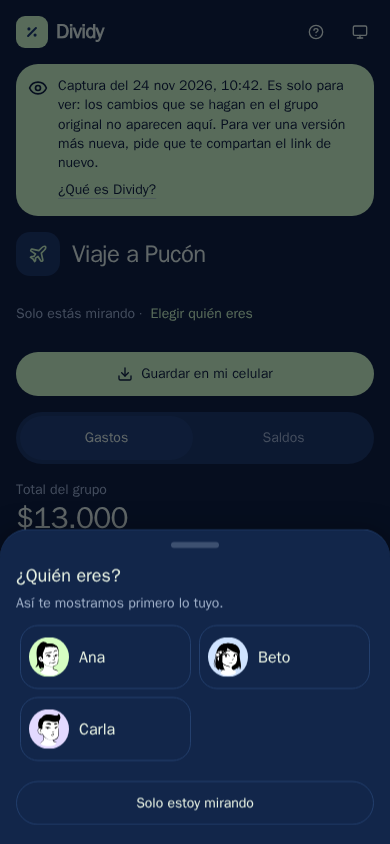 Dividy
Captura del 24 nov 2026, 10:42. Es solo para
ver: los cambios que se hagan en el grupo
original no aparecen aquí. Para ver una versión
más nueva, pide que te compartan el link de
nuevo.
¿Qué es Dividy?
Viaje a Pucón
Solo estás mirando · Elegir quién eres
Guardar en mi celular
Gastos
Saldos
Total del grupo
$13.000
¿Quién eres?
Así te mostramos primero lo tuyo.
Ana
Beto
Carla
Solo estoy mirando